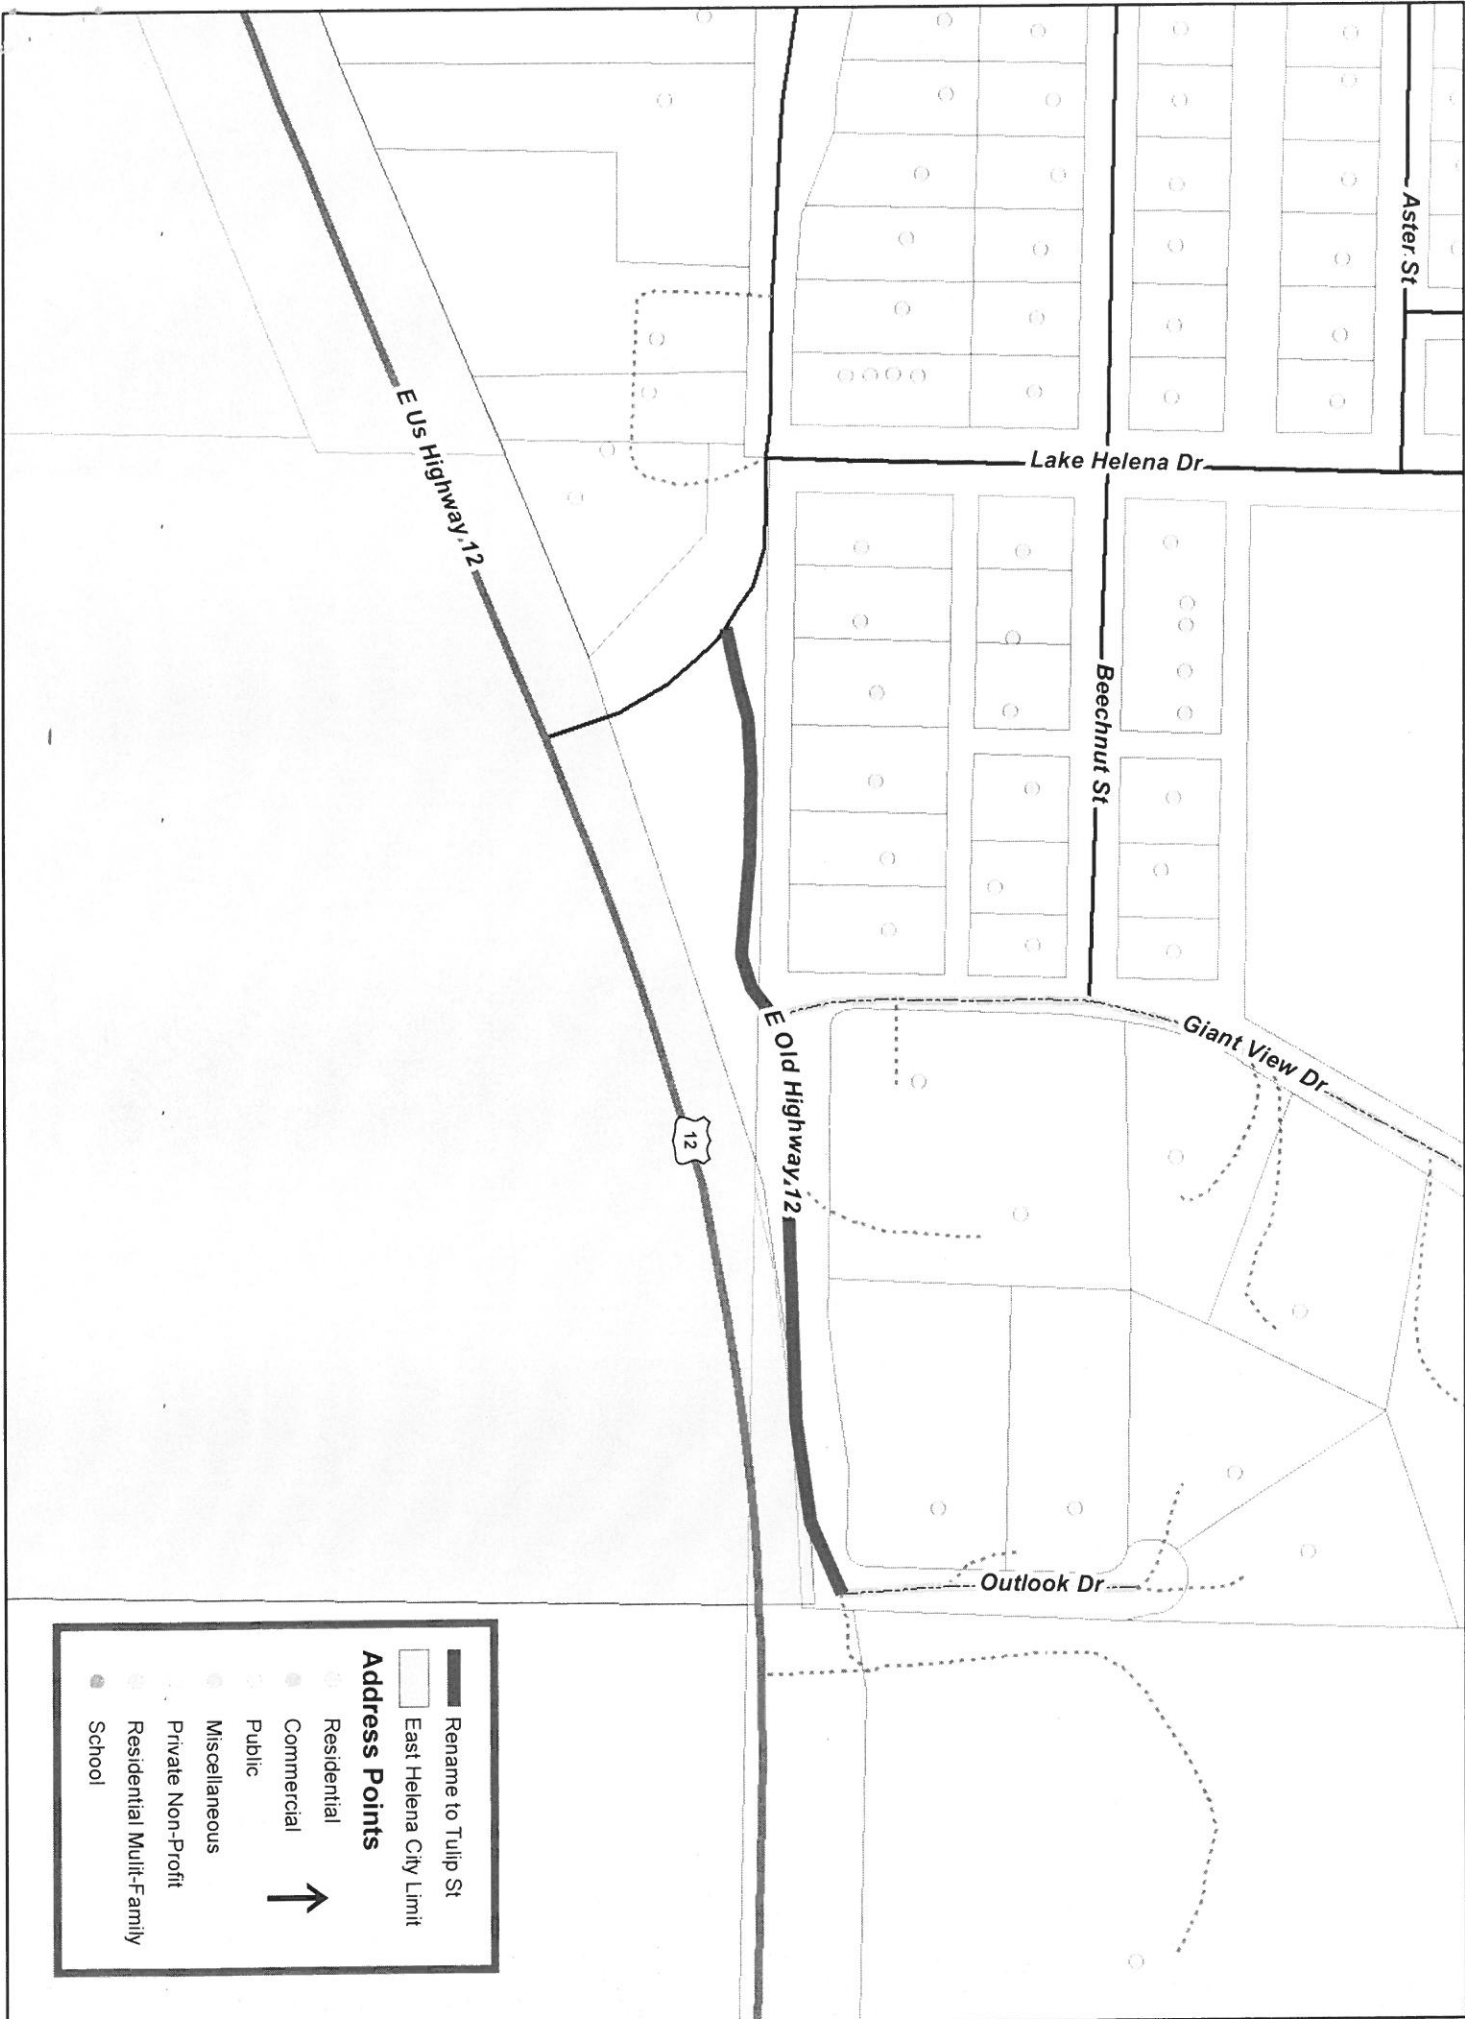 Aster St
Lake Helena Dr
Beechnut St
E Us Highway 12
Giant View Dr
E Old Highway 12
12
Outlook Dr
Rename to Tulip St
East Helena City Limit
Address Points
Residential
Commercial
Public
Miscellaneous
Private Non-Profit
Residential Mulit-Family
School